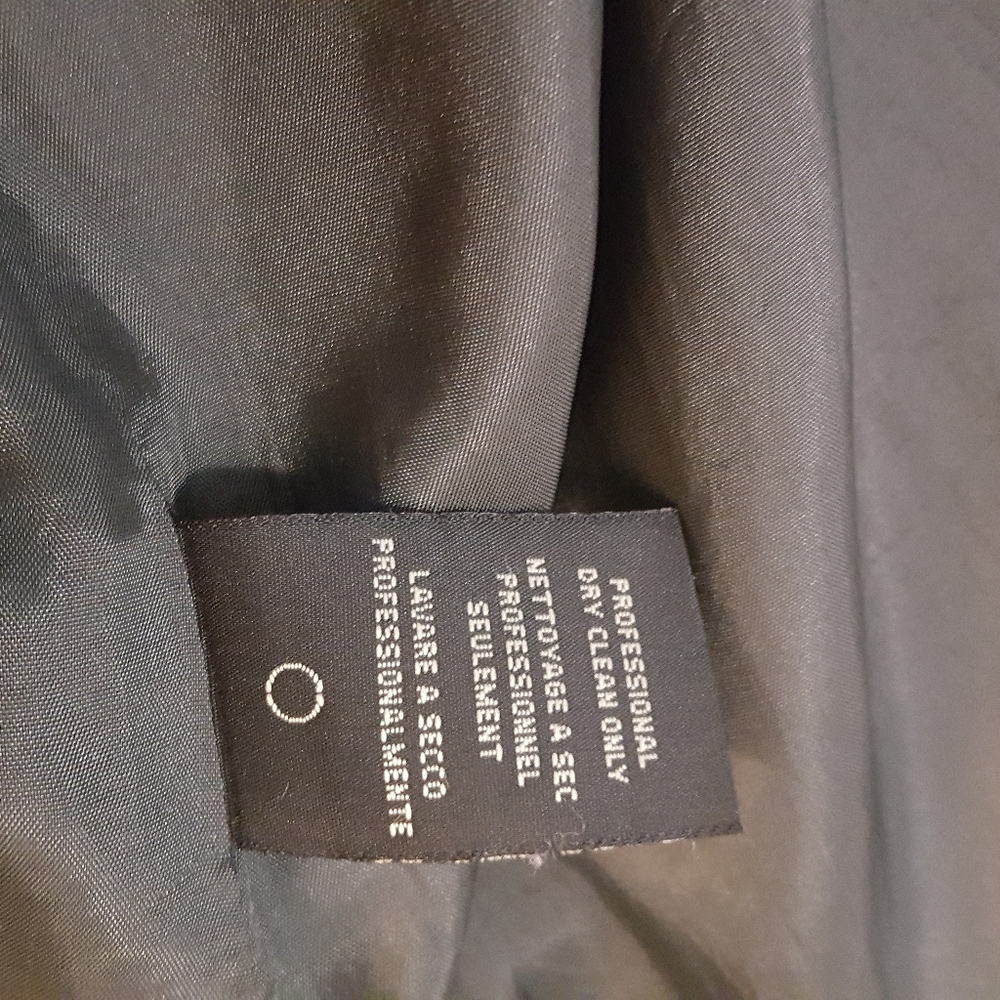 PROFESSIONAL
DRY CLEAN ONLY
NETTOYAGE A SEC
PROFESSIONNEL
SEULEMENT
LAVARE A SECCO
PROFESSIONALMENTE